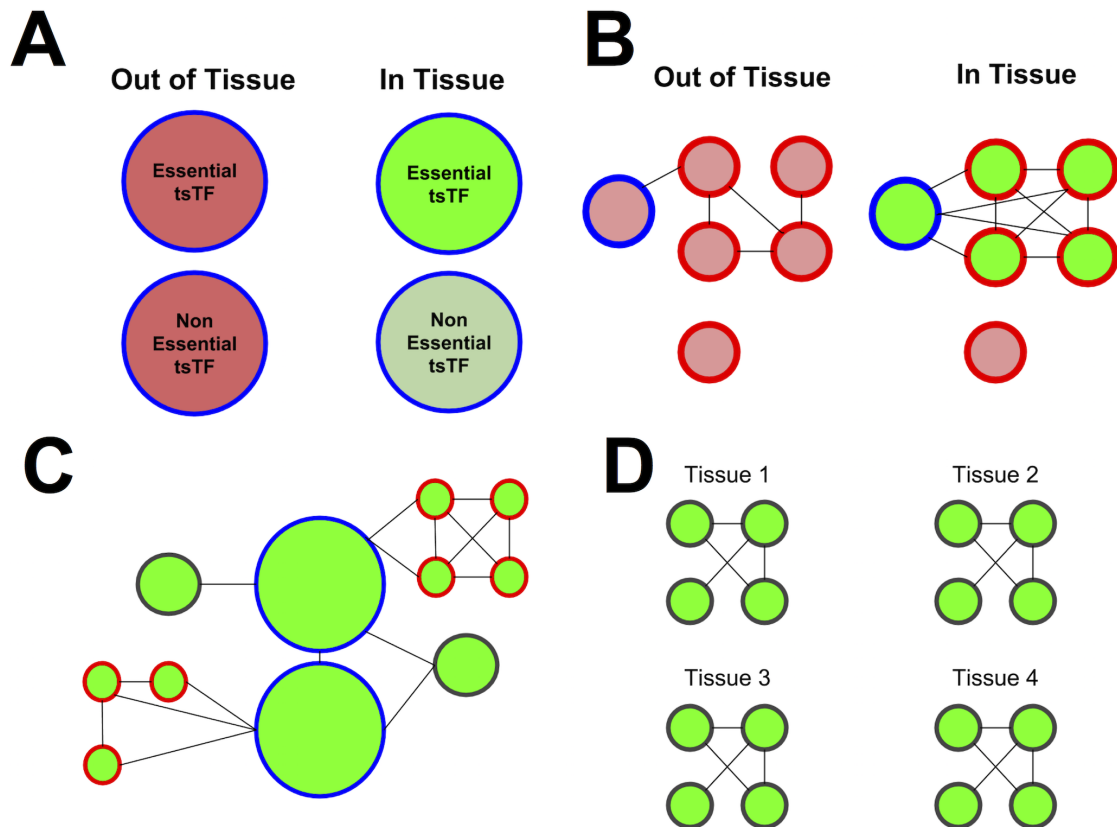 A
Out of Tissue
In Tissue
Essential
tsTF
Essential
tsTF
Non
Essential
tsTF
Non
Essential
tsTF
B
Out of Tissue
In Tissue
C
D
Tissue 1
Tissue 2
Tissue 3
Tissue 4